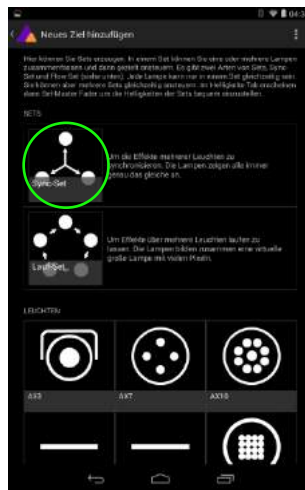 04:3
Neues Ziel hinzufügen
Hier können Sie Sets erzeugen. In einem Set können Sie eine oder mehrere Lampen
zusammenfassen und dann gezielt ansteuern. Es gibt zwei Arten von Sets, Sync-
Set und Flow Set (siehe unten). Jede Lampe kann nur in einem Set gleichzeitig sein.
Sie können aber mehrere Sets gleichzeitig ansteuern. Im Helligkeits-Tab erscheinen
dann Set-Master Fader um die Helligkeiten der Sets bequem einzustellen.
SETS
Um die Effekte mehrerer Leuchten zu
synchronisieren. Die Lampen zeigen alle immer
genau das gleiche an.
Sync-Set
Um Effekte über mehrere Leuchten laufen zu
lassen. Die Lampen bilden zusammen eine virtuelle
große Lampe mit vielen Pixeln.
Lauf-Set
LEUCHTEN
AX3
AX7
AX10